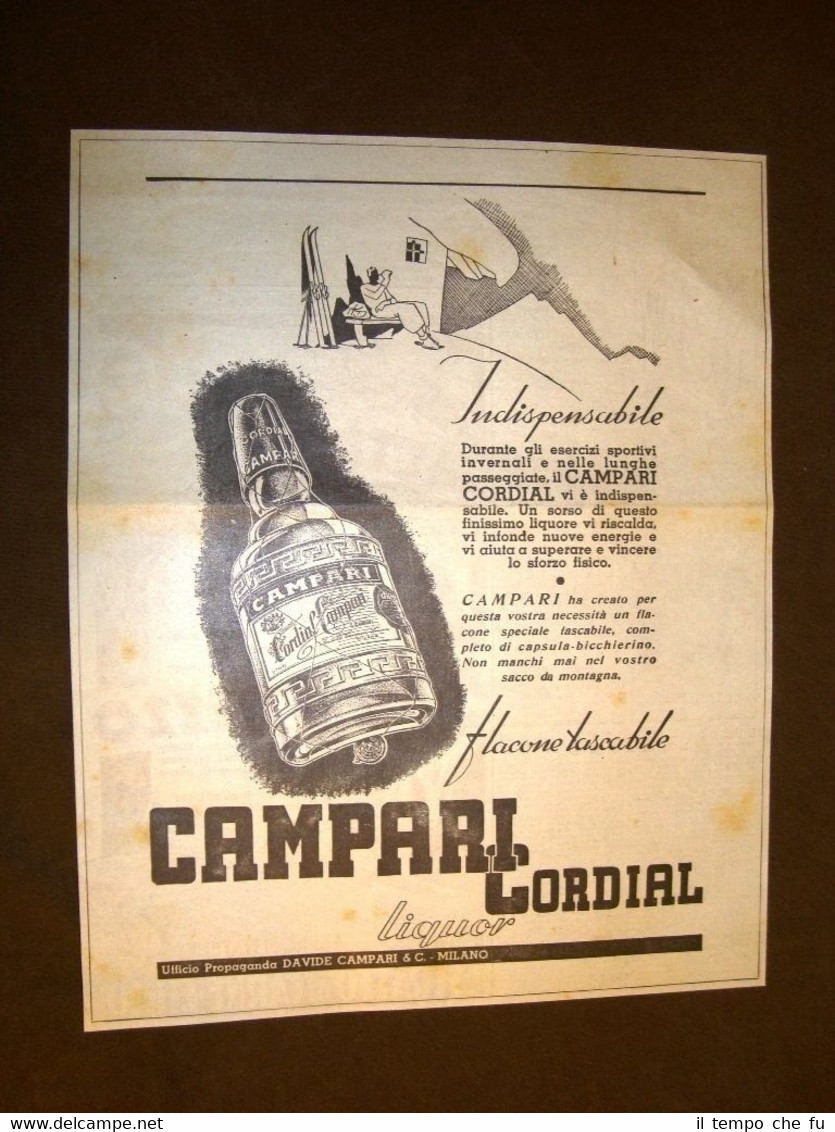 Indispensabile
Durante gli esercizi sportivi
invernali e nelle lunghe
passeggiate, il CAMPARI
CORDIAL vi è indispen-
sabile. Un sorso di questo
finissimo liquore vi riscalda,
vi infonde nuove energie e
vi aiuta a superare e vincere
lo sforzo fisico.
CAMPARI ha creato per
questa vostra necessità un fla-
cone speciale tascabile, com-
pleto di capsula-bicchierino.
Non manchi mai nel vostro
sacco da montagna.
flacone tascabile
CORDIAL
CAMPARI
CAMPARI
Cordial Campari
CAMPARI
CORDIAL
liquor
Ufficio Propaganda DAVIDE CAMPARI & C. - MILANO
www.delcampe.net
il tempo che fu